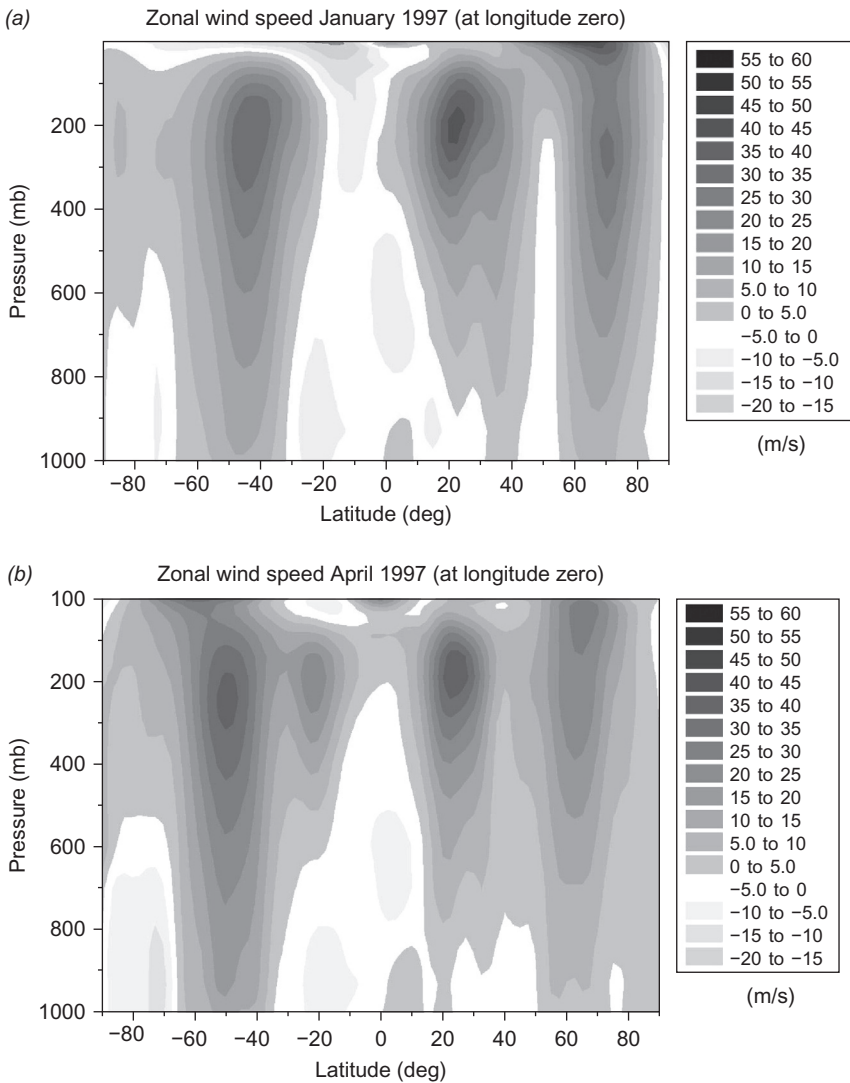 (a) Zonal wind speed January 1997 (at longitude zero)
Pressure (mb)
200
400
600
800
1000
−80 −60 −40 −20 0 20 40 60 80
Latitude (deg)
55 to 60
50 to 55
45 to 50
40 to 45
35 to 40
30 to 35
25 to 30
20 to 25
15 to 20
10 to 15
5.0 to 10
0 to 5.0
−5.0 to 0
−10 to −5.0
−15 to −10
−20 to −15
(m/s)
(b) Zonal wind speed April 1997 (at longitude zero)
Pressure (mb)
100
200
400
600
800
1000
−80 −60 −40 −20 0 20 40 60 80
Latitude (deg)
55 to 60
50 to 55
45 to 50
40 to 45
35 to 40
30 to 35
25 to 30
20 to 25
15 to 20
10 to 15
5.0 to 10
0 to 5.0
−5.0 to 0
−10 to −5.0
−15 to −10
−20 to −15
(m/s)